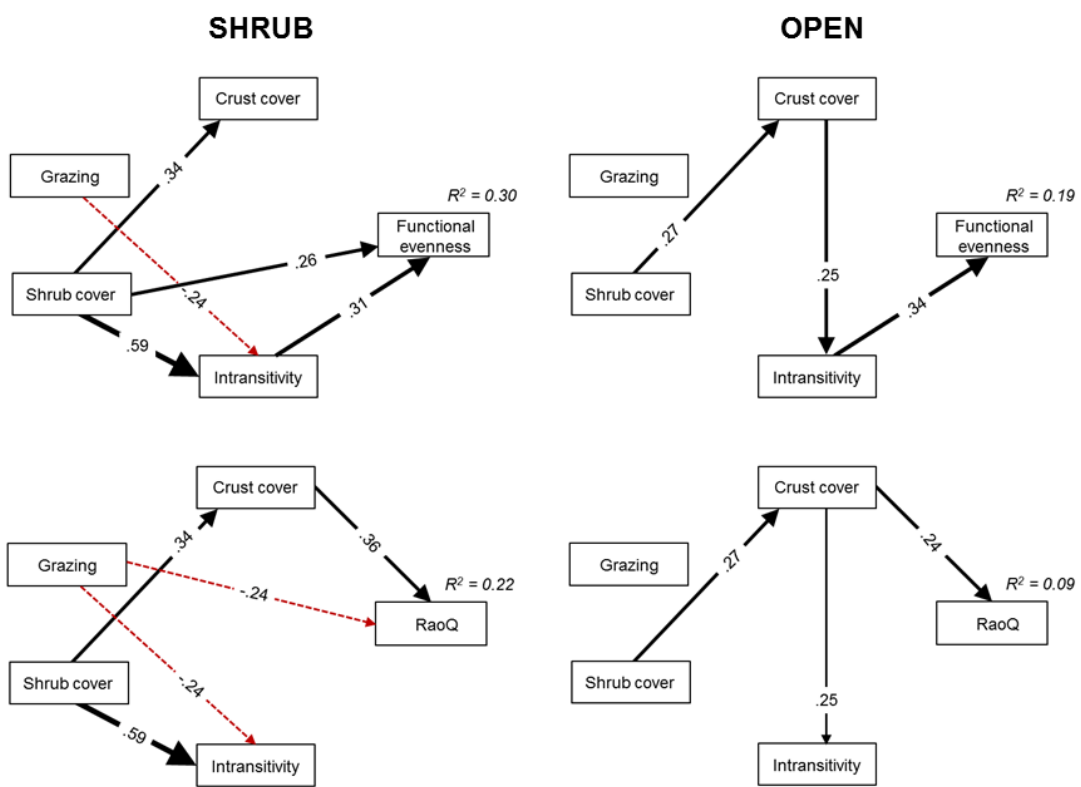 SHRUB
OPEN
Crust cover
Grazing
.34
R² = 0.30
Functional
evenness
.26
Shrub cover
-.24
.31
.59
Intransitivity
Crust cover
Grazing
R² = 0.19
Functional
evenness
.27
Shrub cover
.25
.34
Intransitivity
Crust cover
.34
.36
Grazing
-.24
R² = 0.22
RaoQ
Shrub cover
-.24
.59
Intransitivity
Crust cover
.24
Grazing
.27
R² = 0.09
RaoQ
Shrub cover
.25
Intransitivity